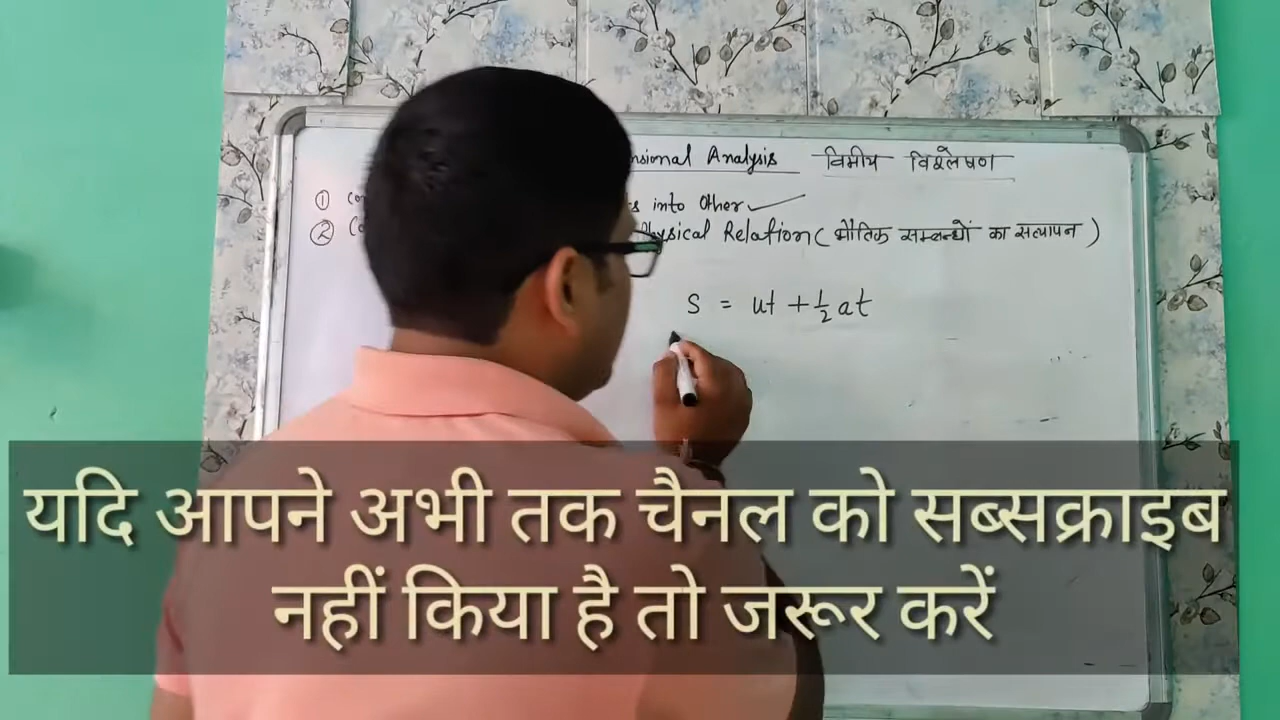 nsional Analysis विमीय विश्लेषण
① s into Other
② Physical Relation ( भौतिक सम्बन्धों का सत्यापन )
s = ut + 1/2 at
यदि आपने अभी तक चैनल को सब्सक्राइब
नहीं किया है तो जरूर करें